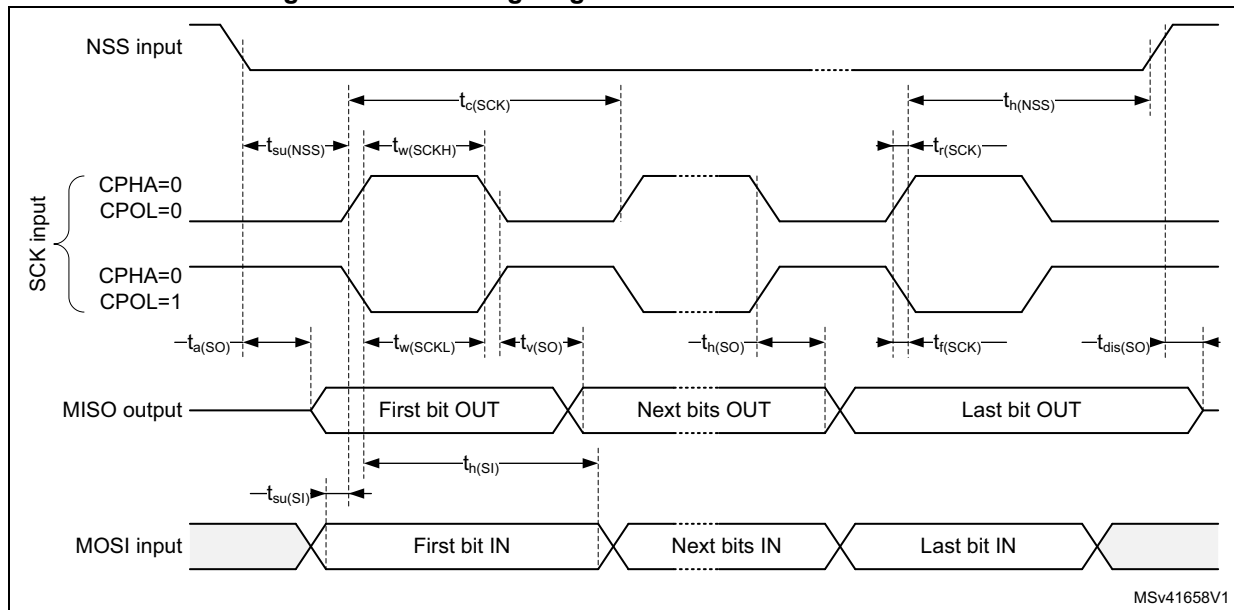 NSS input
tc(SCK)
th(NSS)
tsu(NSS)
tw(SCKH)
tr(SCK)
SCK input
CPHA=0
CPOL=0
CPHA=0
CPOL=1
ta(SO)
tw(SCKL)
tv(SO)
th(SO)
tf(SCK)
tdis(SO)
MISO output
First bit OUT
Next bits OUT
Last bit OUT
th(SI)
tsu(SI)
MOSI input
First bit IN
Next bits IN
Last bit IN
MSv41658V1